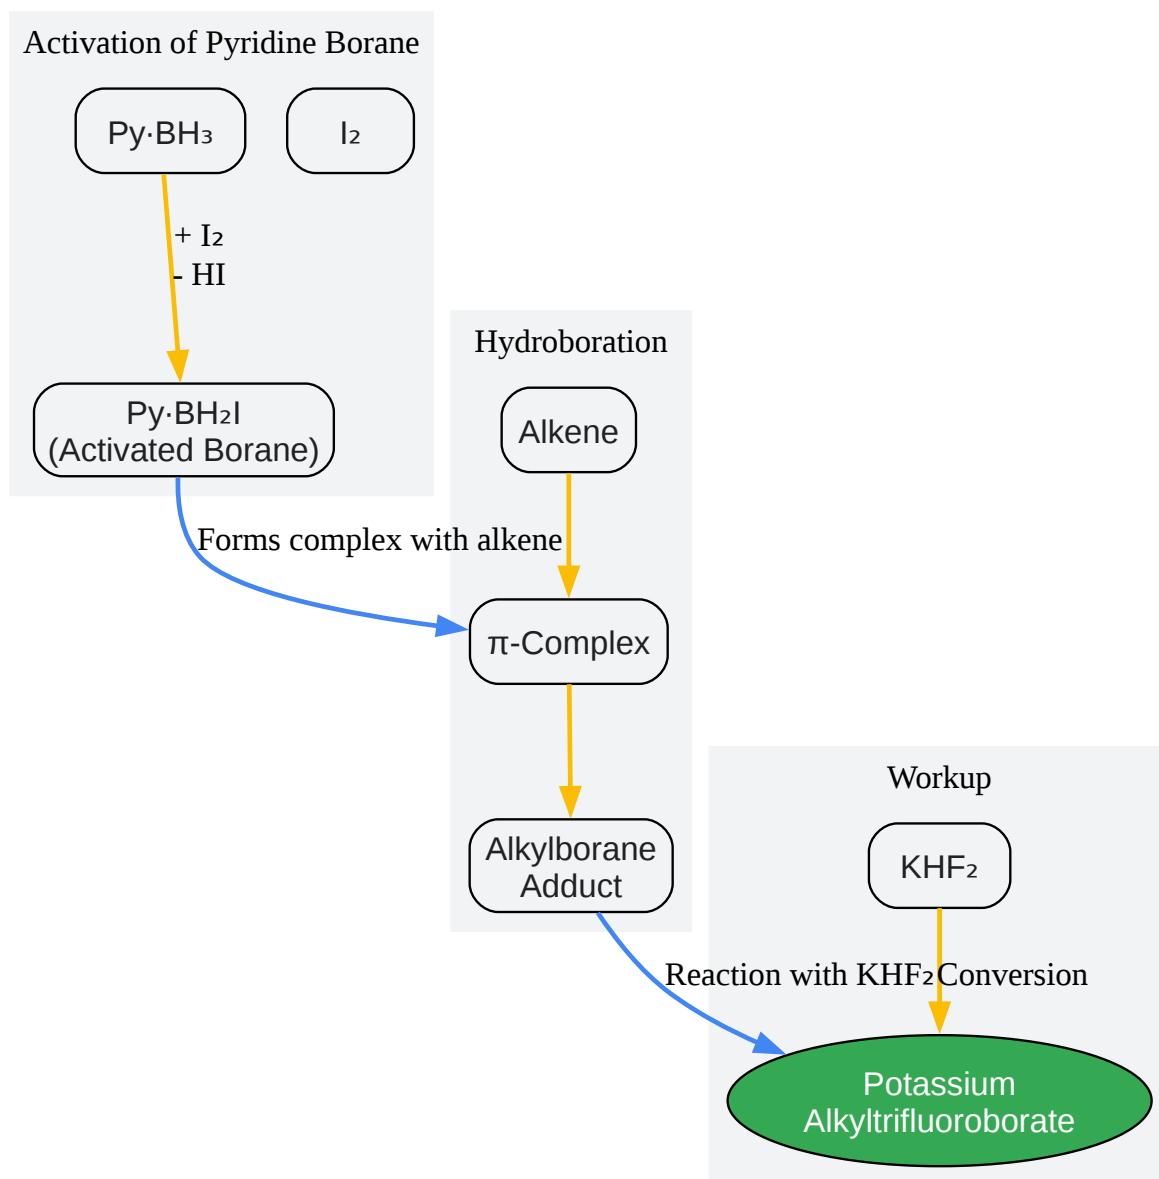 Activation of Pyridine Borane
Py·BH₃
I₂
+ I₂
- HI
Py·BH₂I
(Activated Borane)
Hydroboration
Alkene
Forms complex with alkene
π-Complex
Alkylborane
Adduct
Workup
KHF₂
Reaction with KHF₂
Conversion
Potassium
Alkyltrifluoroborate